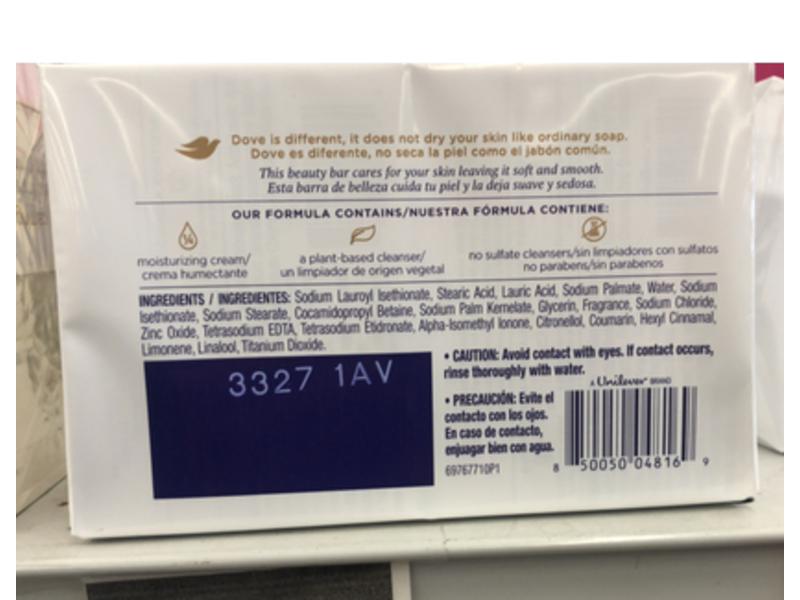 Dove is different, it does not dry your skin like ordinary soap.
Dove es diferente, no seca la piel como el jabón común.
This beauty bar cares for your skin leaving it soft and smooth.
Esta barra de belleza cuida tu piel y la deja suave y sedosa.
OUR FORMULA CONTAINS/NUESTRA FÓRMULA CONTIENE:
¼
moisturizing cream/
crema humectante
a plant-based cleanser/
un limpiador de origen vegetal
no sulfate cleansers/sin limpiadores con sulfatos
no parabens/sin parabenos
INGREDIENTS / INGREDIENTES: Sodium Lauroyl Isethionate, Stearic Acid, Lauric Acid, Sodium Palmate, Water, Sodium
Isethionate, Sodium Stearate, Cocamidopropyl Betaine, Sodium Palm Kernelate, Glycerin, Fragrance, Sodium Chloride,
Zinc Oxide, Tetrasodium EDTA, Tetrasodium Etidronate, Alpha-Isomethyl Ionone, Citronellol, Coumarin, Hexyl Cinnamal,
Limonene, Linalool, Titanium Dioxide.
3327 1AV
• CAUTION: Avoid contact with eyes. If contact occurs,
rinse thoroughly with water.
A Unilever BRAND
• PRECAUCIÓN: Evite el
contacto con los ojos.
En caso de contacto,
enjuagar bien con agua.
69767710P1
8 50050 04816 9